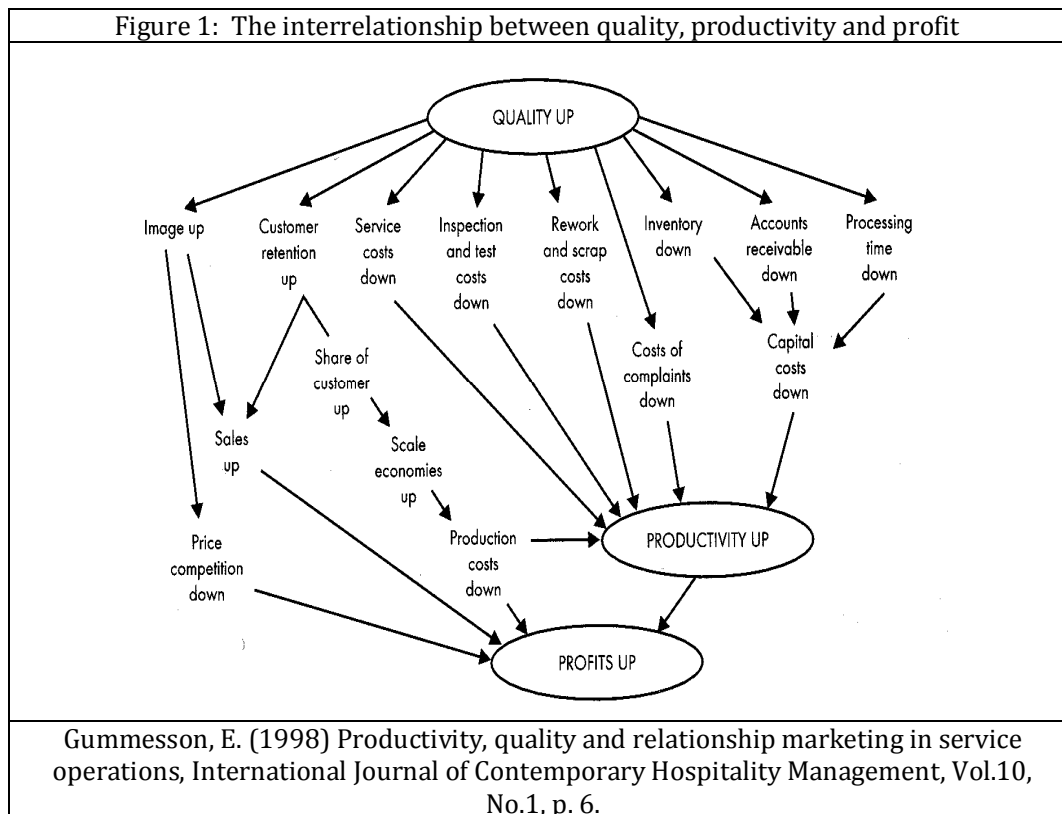 Figure 1: The interrelationship between quality, productivity and profit
QUALITY UP
Image up
Customer
retention
up
Service
costs
down
Inspection
and test
costs
down
Rework
and scrap
costs
down
Inventory
down
Accounts
receivable
down
Processing
time
down
Share of
customer
up
Costs of
complaints
down
Capital
costs
down
Sales
up
Scale
economies
up
Price
competition
down
Production
costs
down
PRODUCTIVITY UP
PROFITS UP
Gummesson, E. (1998) Productivity, quality and relationship marketing in service
operations, International Journal of Contemporary Hospitality Management, Vol.10,
No.1, p. 6.